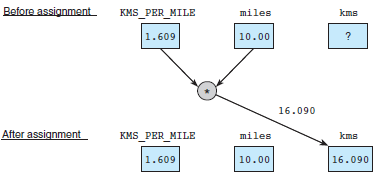 Before assignment KMS_PER_MILE miles kms
1.609 10.00 ?
*
16.090
After assignment KMS_PER_MILE miles kms
1.609 10.00 16.090